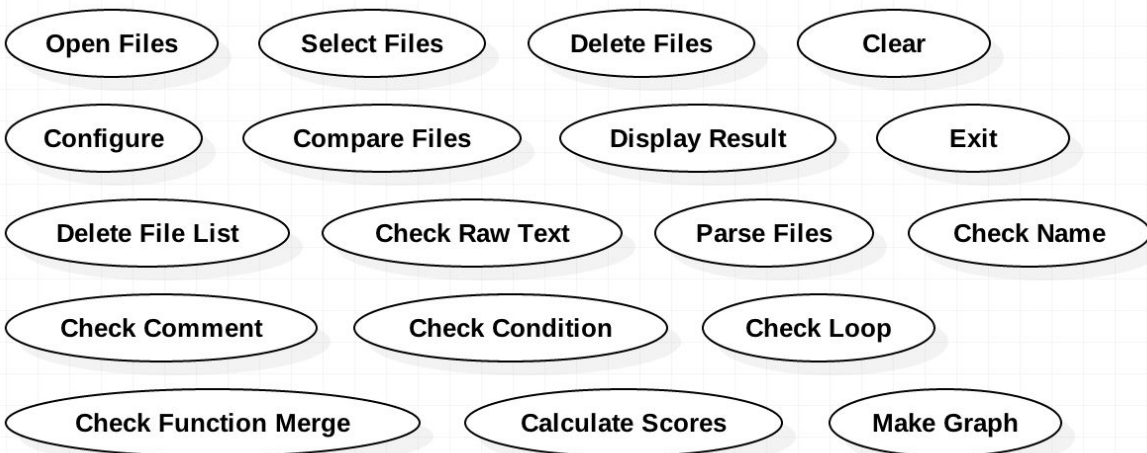 Open Files Select Files Delete Files Clear
Configure Compare Files Display Result Exit
Delete File List Check Raw Text Parse Files Check Name
Check Comment Check Condition Check Loop
Check Function Merge Calculate Scores Make Graph